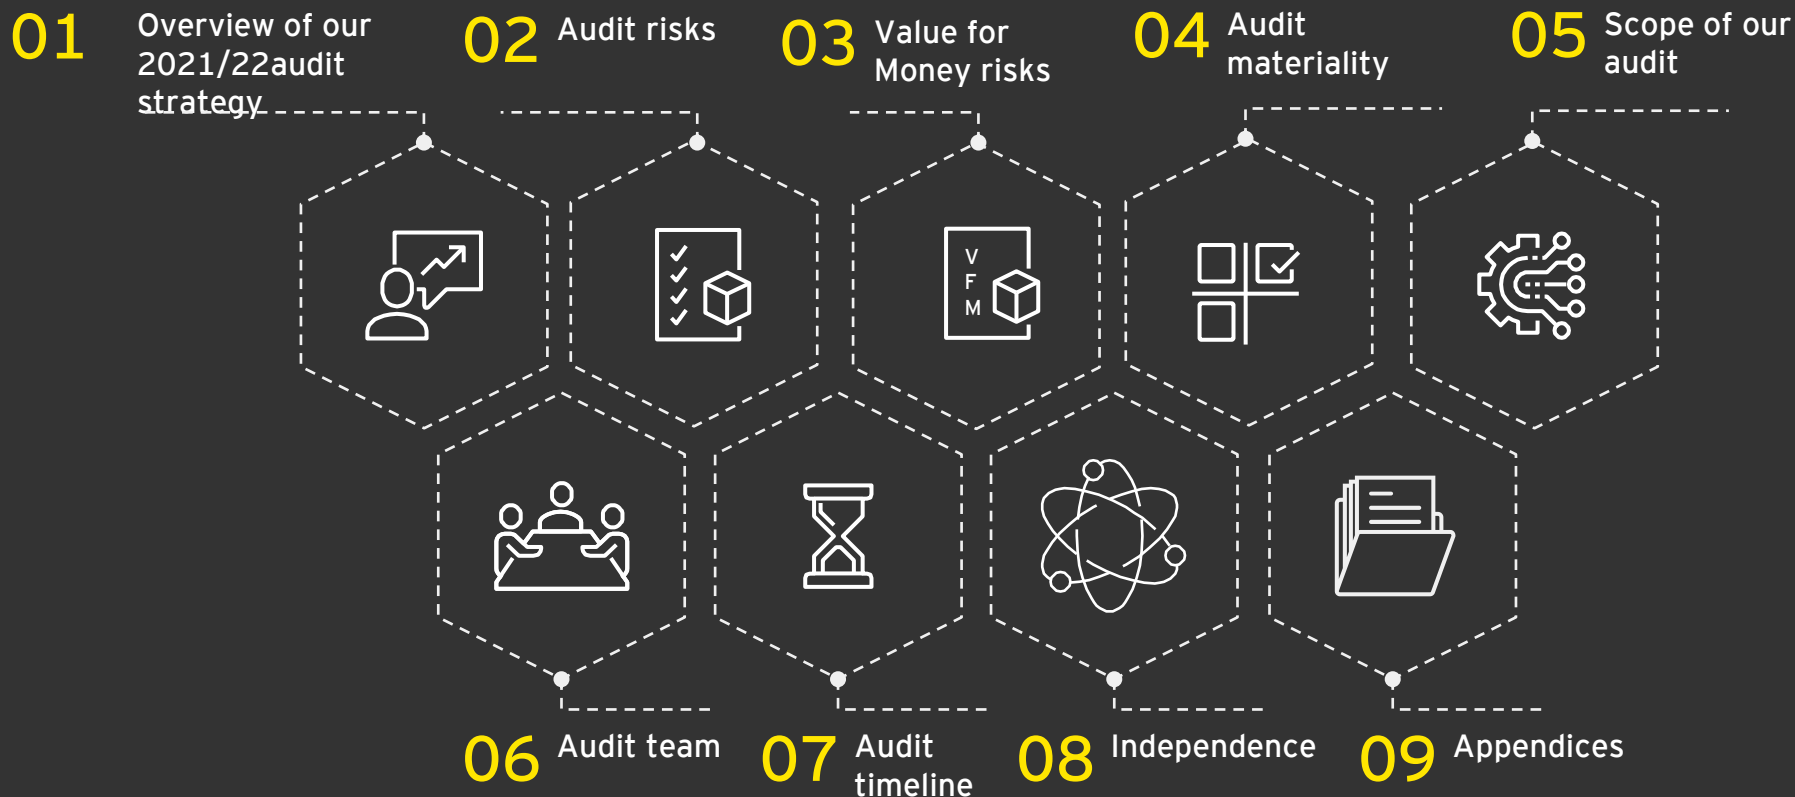 01
Overview of our
2021/22audit
strategy
02
Audit risks
03
Value for
Money risks
04
Audit
materiality
05
Scope of our
audit
V
F
M
06
Audit team
07
Audit
timeline
08
Independence
09
Appendices